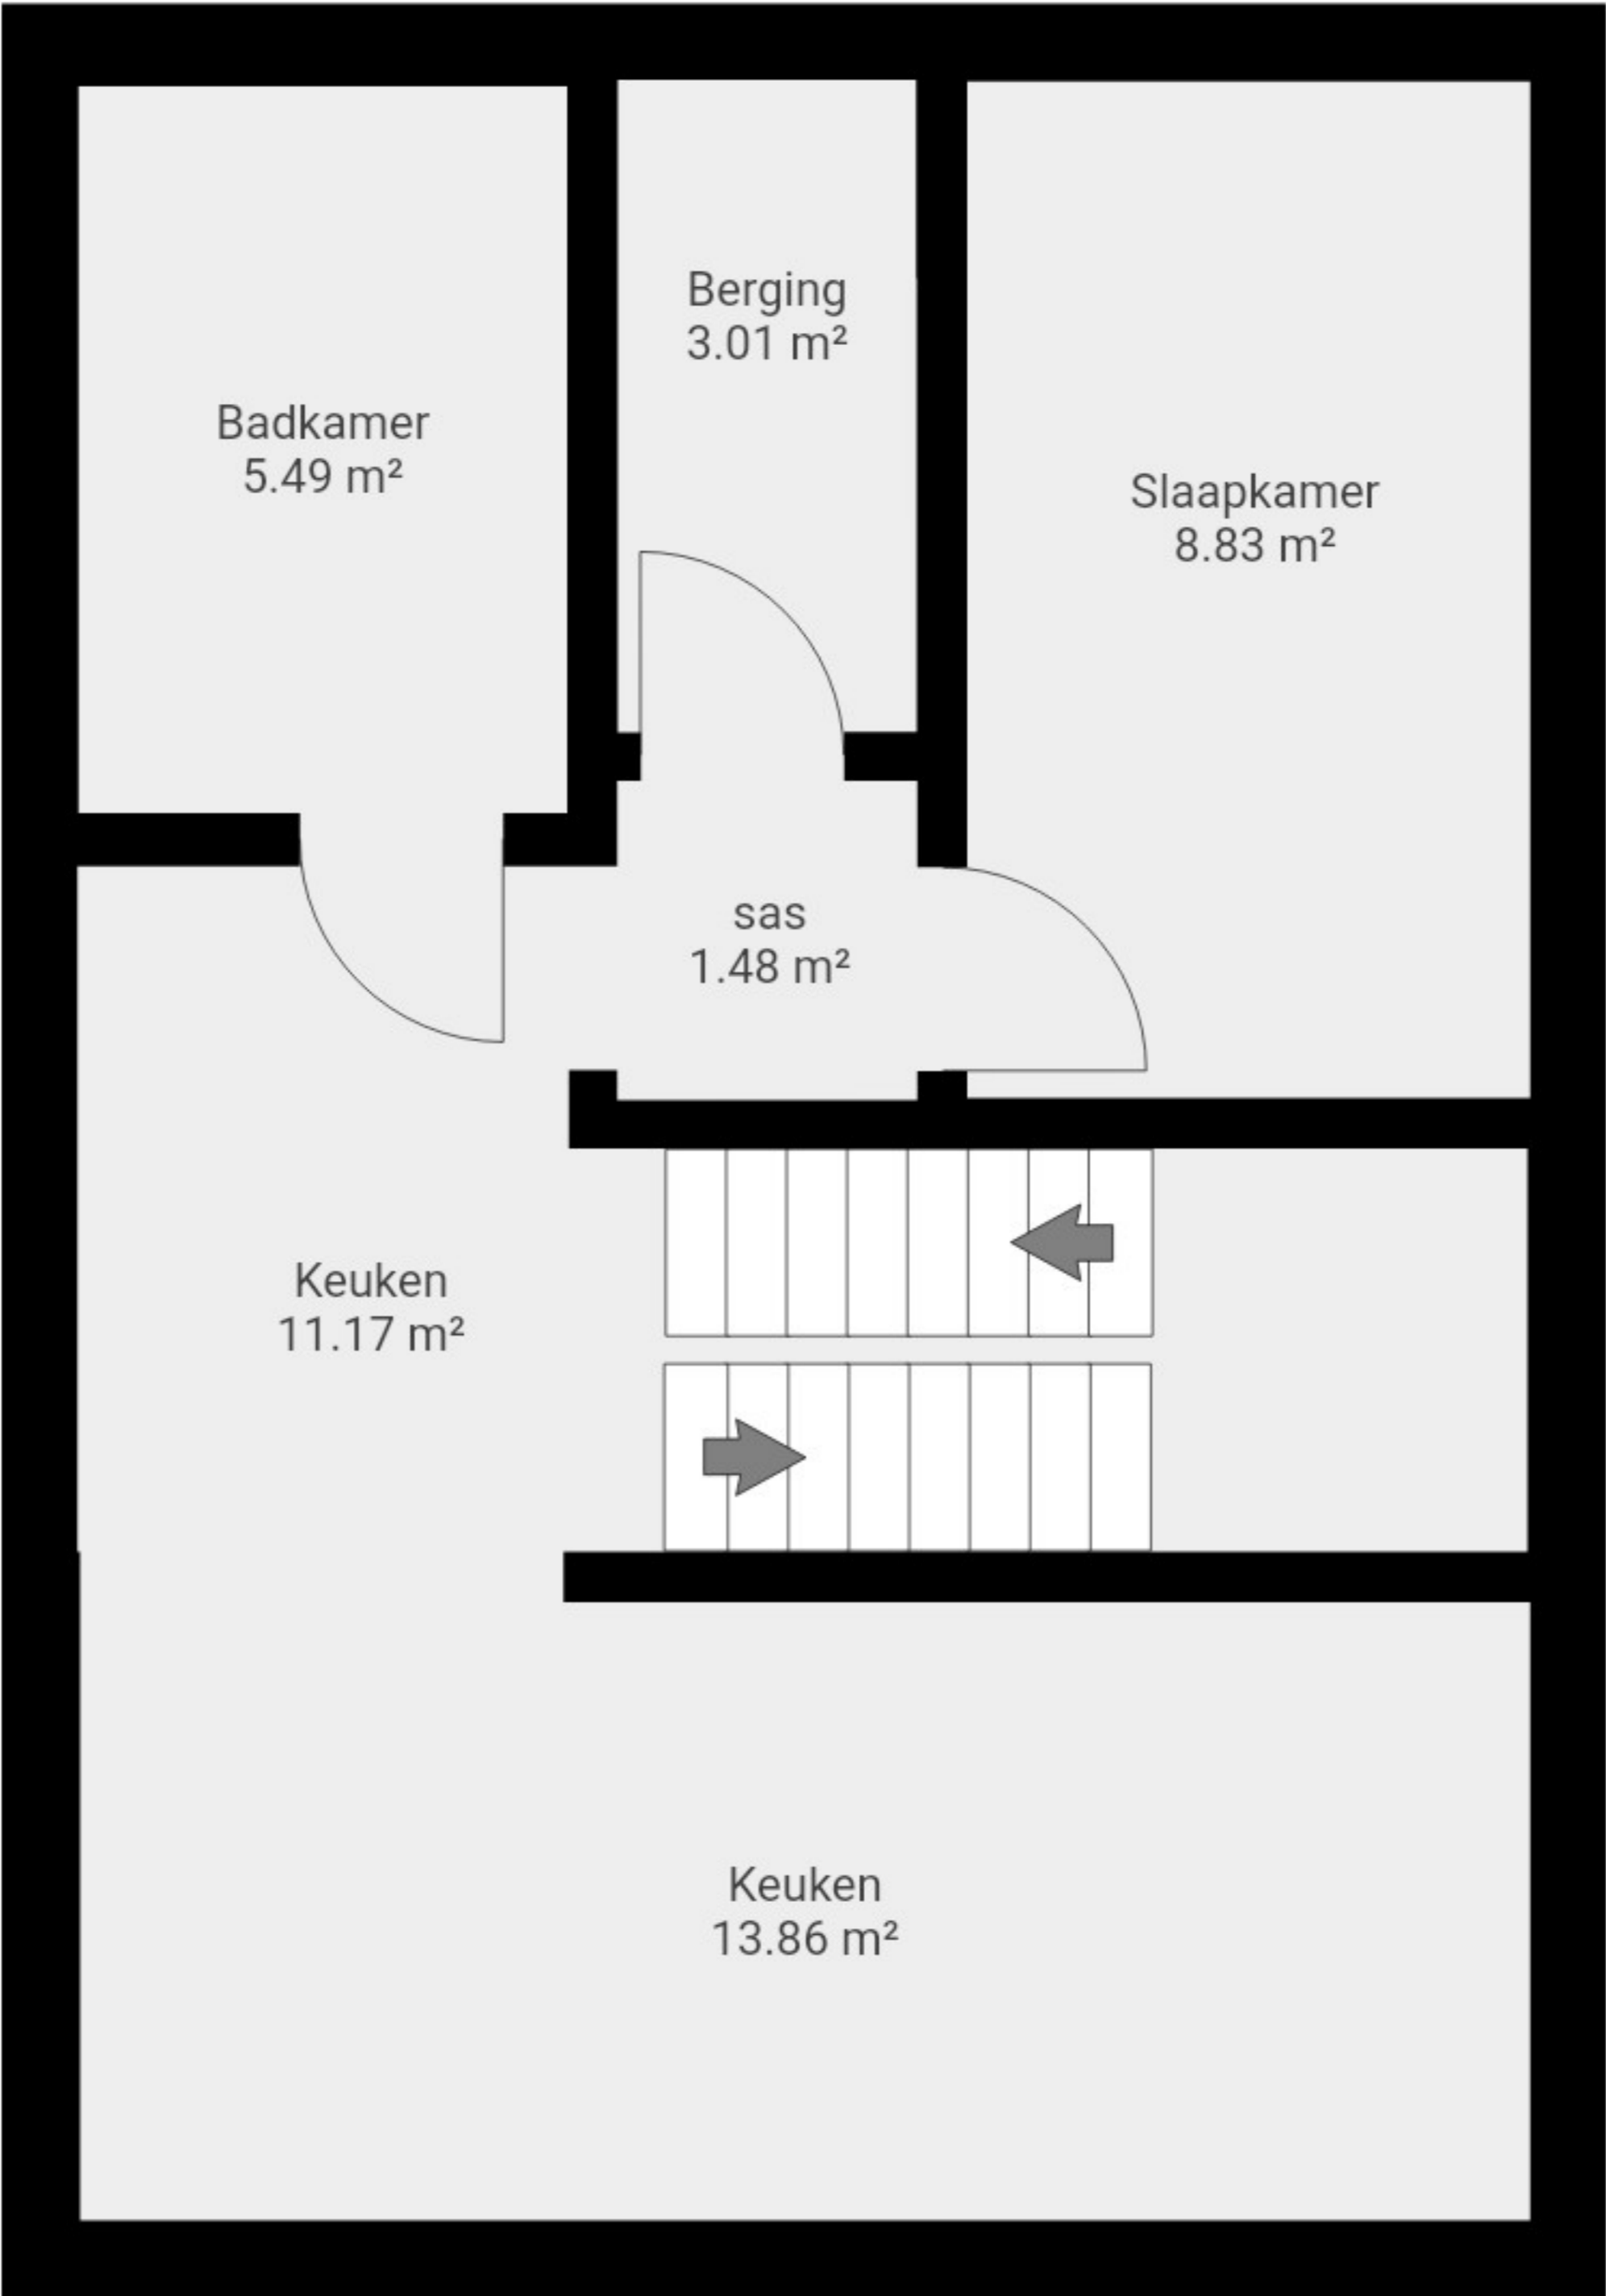 Berging
3.01 m²
Badkamer
5.49 m²
Slaapkamer
8.83 m²
sas
1.48 m²
Keuken
11.17 m²
Keuken
13.86 m²